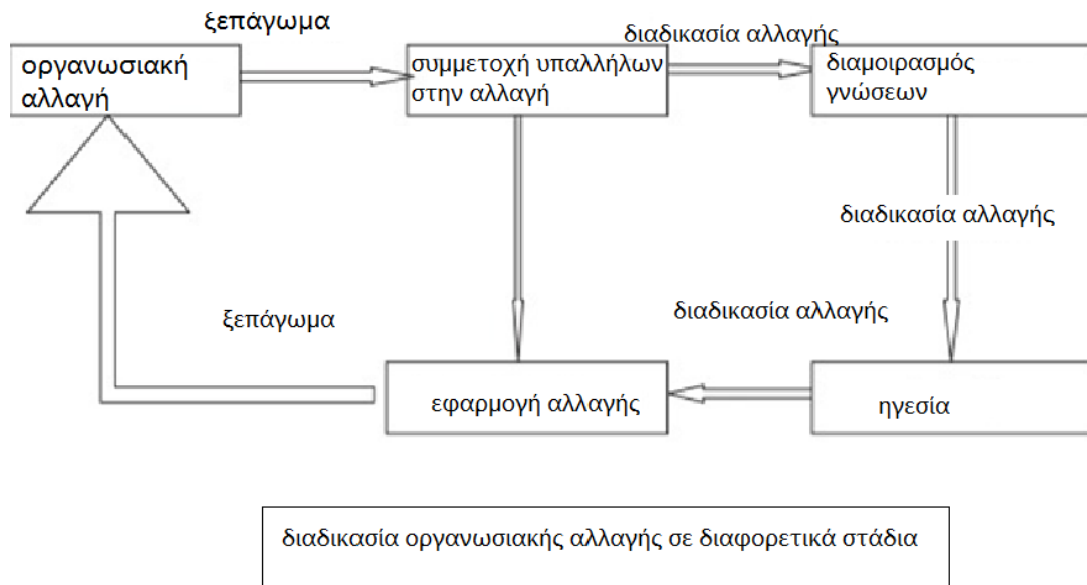 ξεπάγωμα
διαδικασία αλλαγής
οργανωσιακή
αλλαγή
συμμετοχή υπαλλήλων
στην αλλαγή
διαμοιρασμός
γνώσεων
διαδικασία αλλαγής
ξεπάγωμα
διαδικασία αλλαγής
εφαρμογή αλλαγής
ηγεσία
διαδικασία οργανωσιακής αλλαγής σε διαφορετικά στάδια